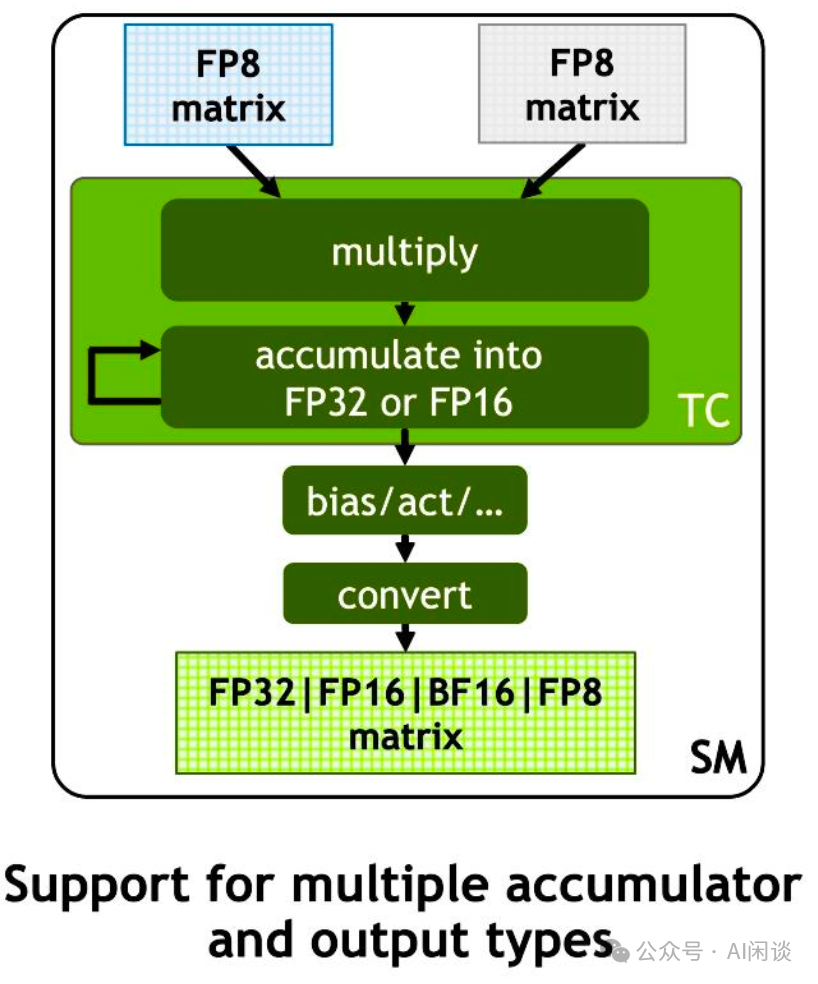 FP8
matrix
FP8
matrix
multiply
accumulate into
FP32 or FP16
TC
bias/act/...
convert
FP32|FP16|BF16|FP8
matrix
SM
Support for multiple accumulator
and output types
公众号 · AI闲谈